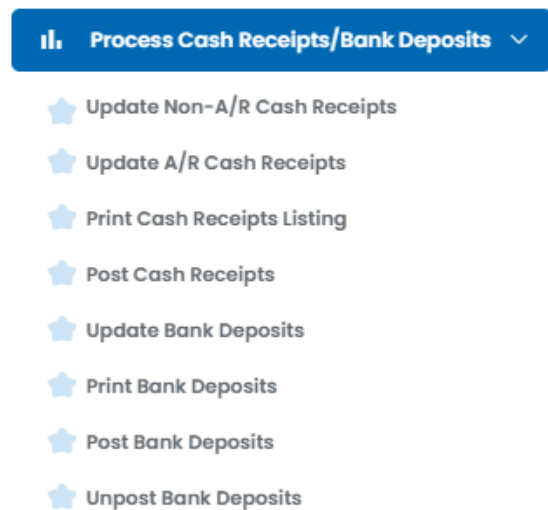 Process Cash Receipts/Bank Deposits
Update Non-A/R Cash Receipts
Update A/R Cash Receipts
Print Cash Receipts Listing
Post Cash Receipts
Update Bank Deposits
Print Bank Deposits
Post Bank Deposits
Unpost Bank Deposits